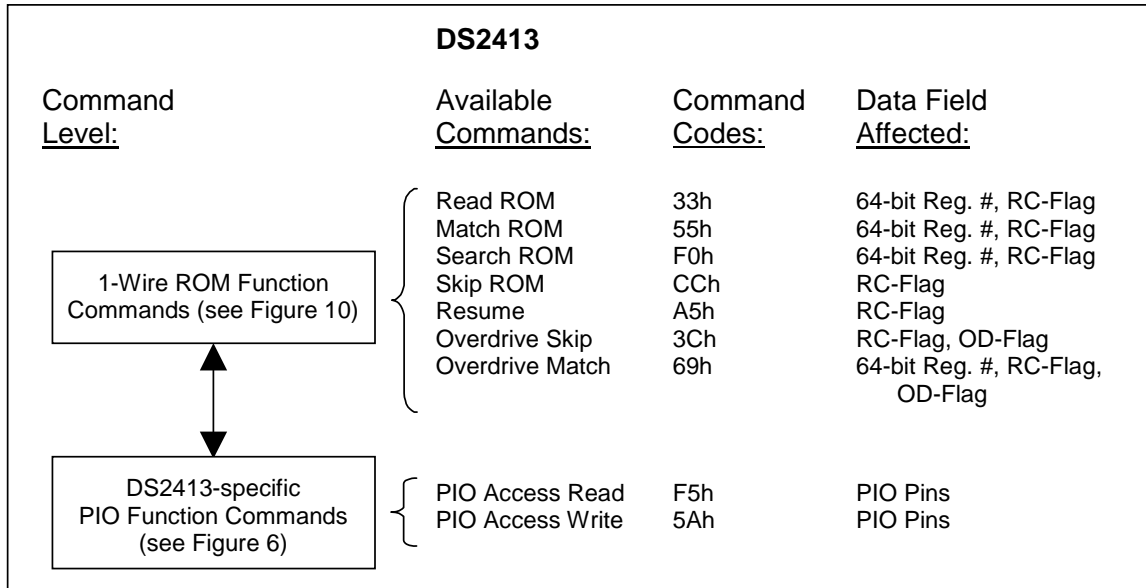 DS2413
Command Level:
Available Commands:
Command Codes:
Data Field Affected:
1-Wire ROM Function
Commands (see Figure 10)
Read ROM 33h 64-bit Reg. #, RC-Flag
Match ROM 55h 64-bit Reg. #, RC-Flag
Search ROM F0h 64-bit Reg. #, RC-Flag
Skip ROM CCh RC-Flag
Resume A5h RC-Flag
Overdrive Skip 3Ch RC-Flag, OD-Flag
Overdrive Match 69h 64-bit Reg. #, RC-Flag,
OD-Flag
DS2413-specific
PIO Function Commands
(see Figure 6)
PIO Access Read F5h PIO Pins
PIO Access Write 5Ah PIO Pins